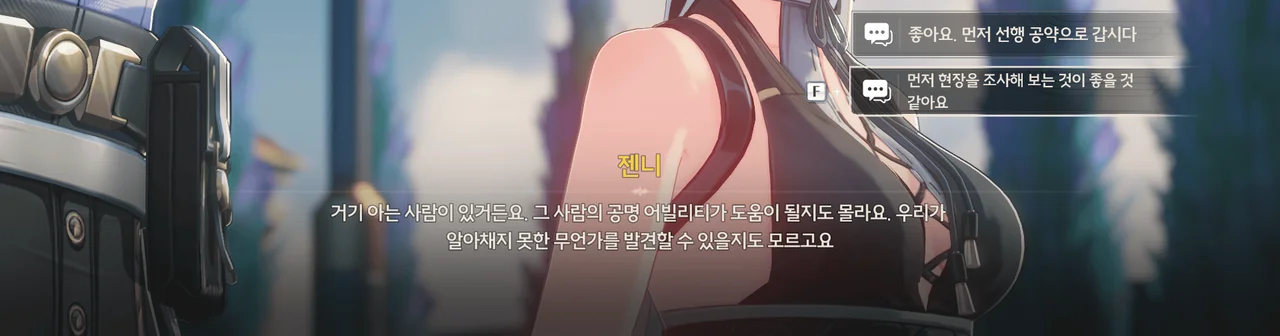 좋아요. 먼저 선행 공약으로 갑시다
먼저 현장을 조사해 보는 것이 좋을 것
같아요
F
젠니
거기 아는 사람이 있거든요. 그 사람의 공명 어빌리티가 도움이 될지도 몰라요. 우리가
알아채지 못한 무언가를 발견할 수 있을지도 모르고요